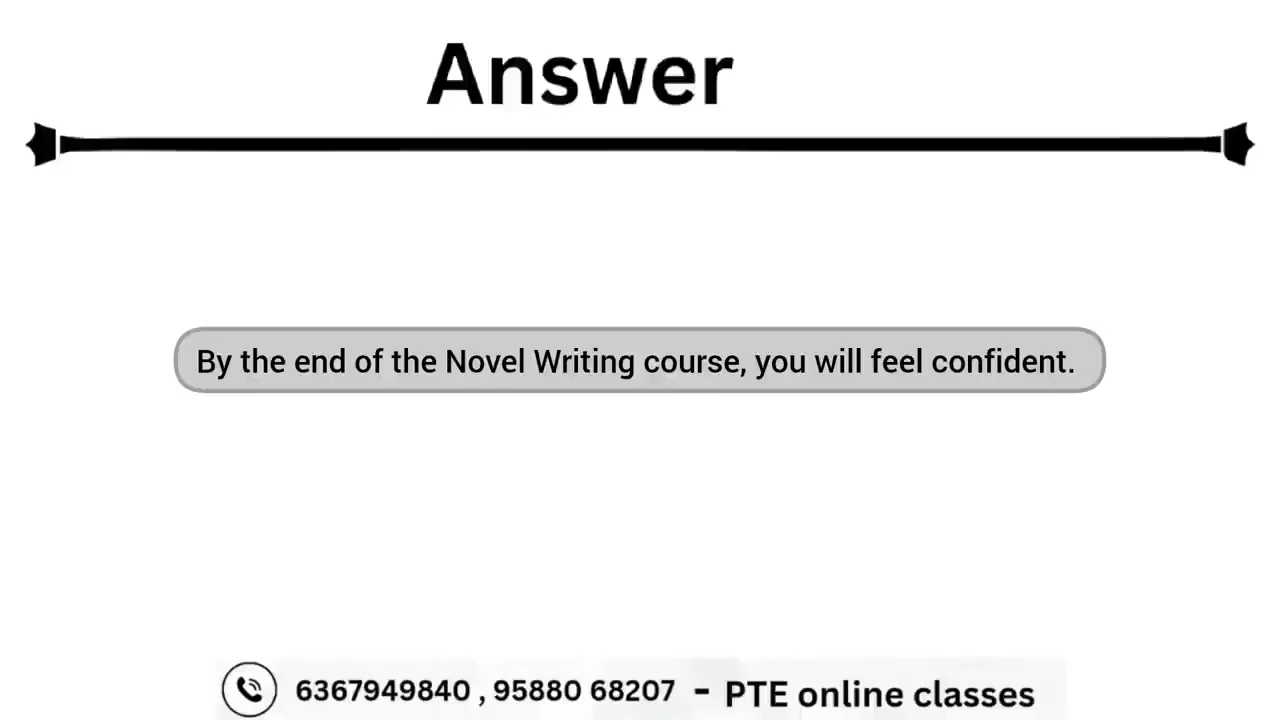 Answer
By the end of the Novel Writing course, you will feel confident.
6367949840 , 95880 68207 - PTE online classes